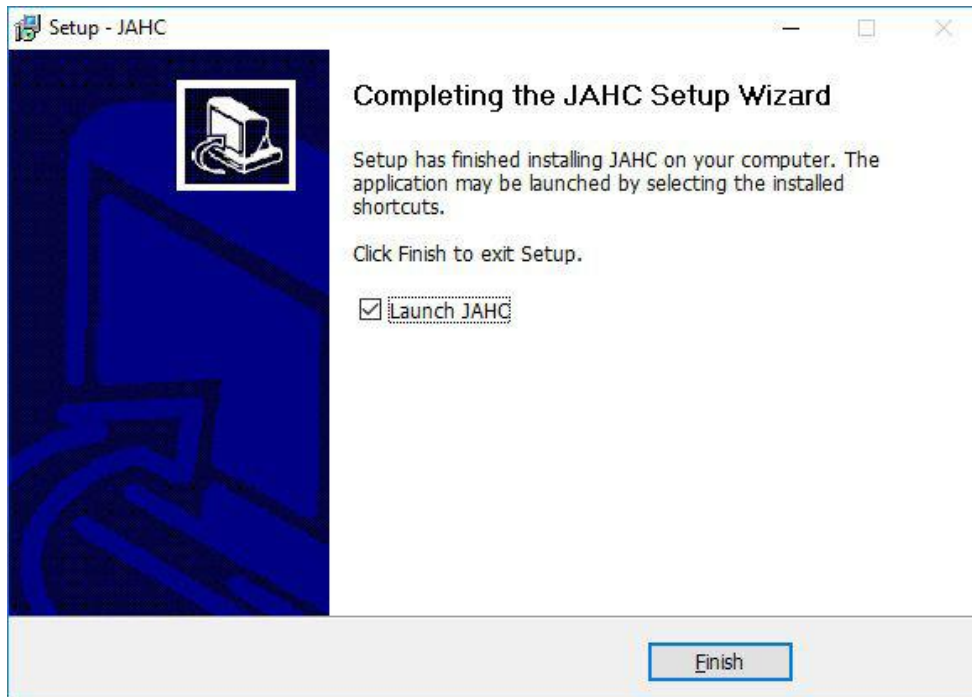 Setup - JAHC
Completing the JAHC Setup Wizard
Setup has finished installing JAHC on your computer. The
application may be launched by selecting the installed
shortcuts.
Click Finish to exit Setup.
Launch JAHC
Finish